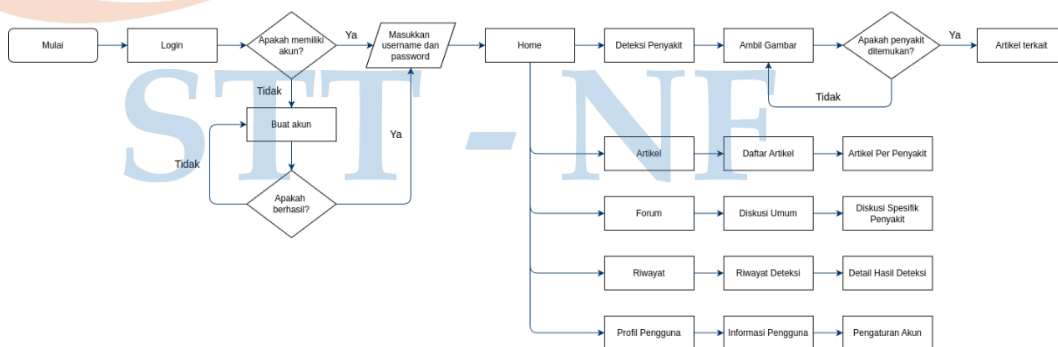 Mulai
Login
Apakah memiliki
akun?
Ya
Masukkan
username dan
password
Home
Deteksi Penyakit
Ambil Gambar
Apakah penyakit
ditemukan?
Ya
Artikel terkait
Tidak
Tidak
Buat akun
Tidak
Ya
Apakah
berhasil?
STT - NF
Artikel
Daftar Artikel
Artikel Per Penyakit
Forum
Diskusi Umum
Diskusi Spesifik
Penyakit
Riwayat
Riwayat Deteksi
Detail Hasil Deteksi
Profil Pengguna
Informasi Pengguna
Pengaturan Akun